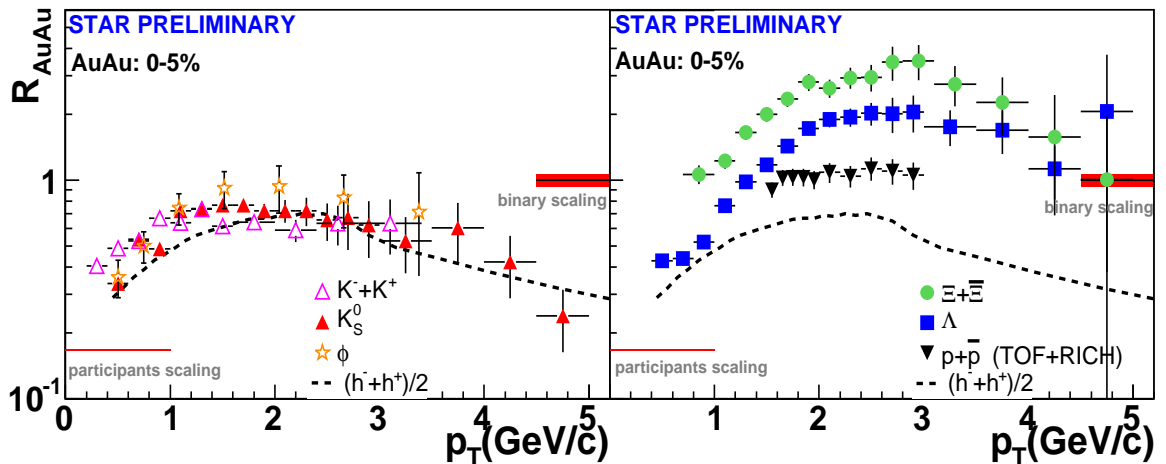 STAR PRELIMINARY
AuAu: 0-5%
R_AuAu
1
10^-1
binary scaling
K^-+K^+
K^0_S
ϕ
(h^-+h^+)/2
participants scaling
0 1 2 3 4 5
p_T(GeV/c)
STAR PRELIMINARY
AuAu: 0-5%
binary scaling
Ξ+Ξ̅
Λ
p+p̅ (TOF+RICH)
(h^-+h^+)/2
participants scaling
1 2 3 4 5
p_T(GeV/c)